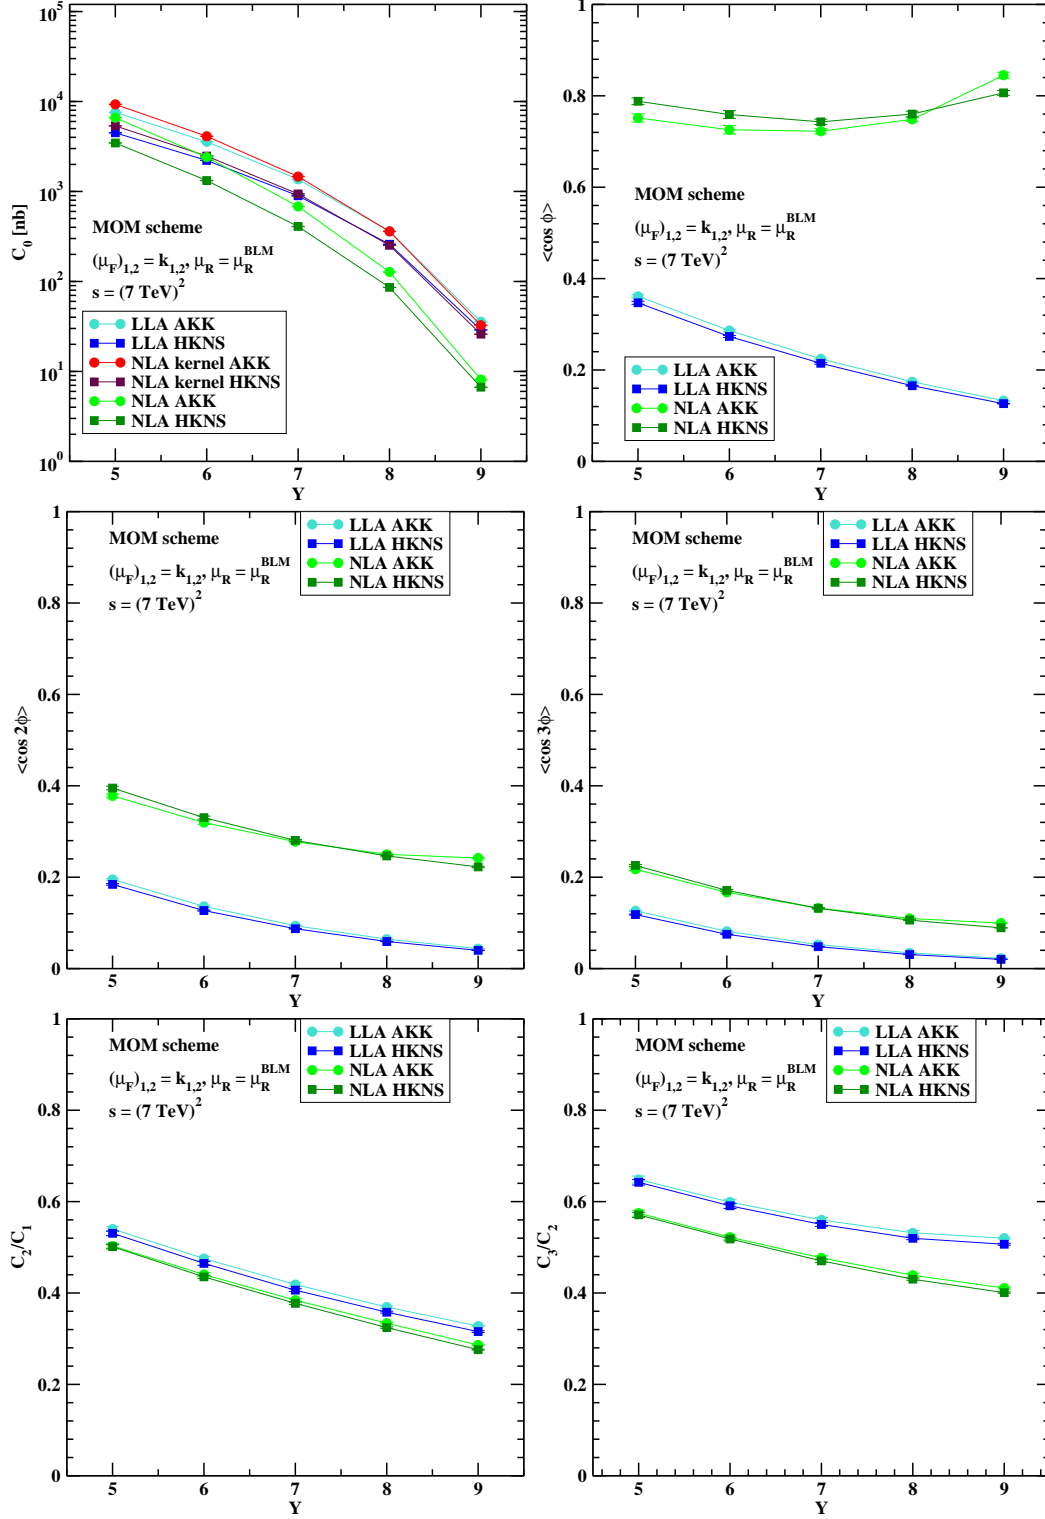 10^5
10^4
10^3
10^2
10^1
10^0
C_0 [nb]
MOM scheme
(μ_F)_{1,2} = k_{1,2}, μ_R = μ_R^{BLM}
s = (7 TeV)^2
LLA AKK
LLA HKNS
NLA kernel AKK
NLA kernel HKNS
NLA AKK
NLA HKNS
5 6 7 8 9
Y
1
0.8
0.6
0.4
0.2
0
<cos ϕ>
MOM scheme
(μ_F)_{1,2} = k_{1,2}, μ_R = μ_R^{BLM}
s = (7 TeV)^2
LLA AKK
LLA HKNS
NLA AKK
NLA HKNS
5 6 7 8 9
Y
1
0.8
0.6
0.4
0.2
0
<cos 2ϕ>
MOM scheme
(μ_F)_{1,2} = k_{1,2}, μ_R = μ_R^{BLM}
s = (7 TeV)^2
LLA AKK
LLA HKNS
NLA AKK
NLA HKNS
5 6 7 8 9
Y
1
0.8
0.6
0.4
0.2
0
<cos 3ϕ>
MOM scheme
(μ_F)_{1,2} = k_{1,2}, μ_R = μ_R^{BLM}
s = (7 TeV)^2
LLA AKK
LLA HKNS
NLA AKK
NLA HKNS
5 6 7 8 9
Y
1
0.8
0.6
0.4
0.2
0
C_2/C_1
MOM scheme
(μ_F)_{1,2} = k_{1,2}, μ_R = μ_R^{BLM}
s = (7 TeV)^2
LLA AKK
LLA HKNS
NLA AKK
NLA HKNS
5 6 7 8 9
Y
1
0.8
0.6
0.4
0.2
0
C_3/C_2
MOM scheme
(μ_F)_{1,2} = k_{1,2}, μ_R = μ_R^{BLM}
s = (7 TeV)^2
LLA AKK
LLA HKNS
NLA AKK
NLA HKNS
5 6 7 8 9
Y